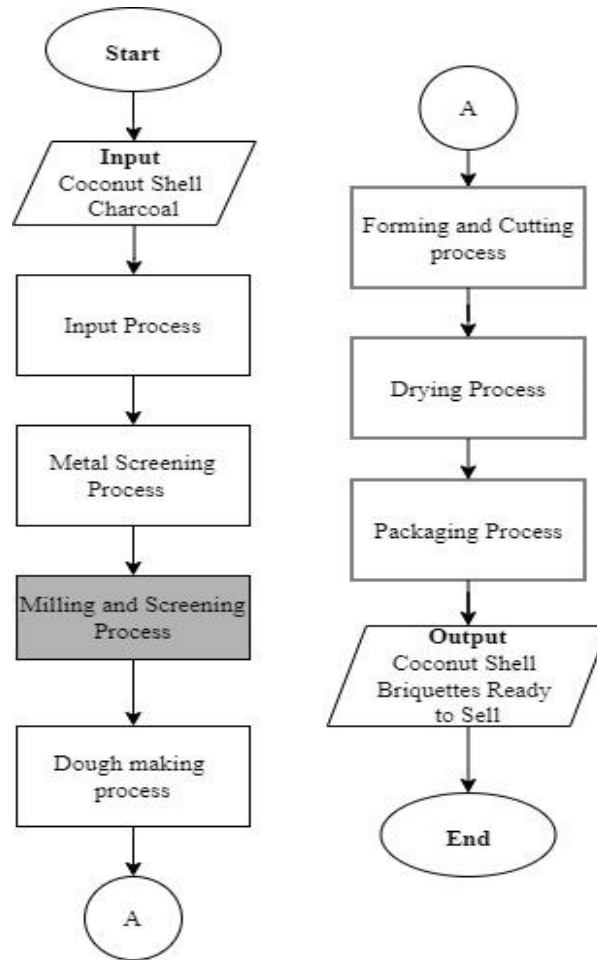 Start
Input
Coconut Shell
Charcoal
Input Process
Metal Screening
Process
Milling and Screening
Process
Dough making
process
A
A
Forming and Cutting
process
Drying Process
Packaging Process
Output
Coconut Shell
Briquettes Ready
to Sell
End